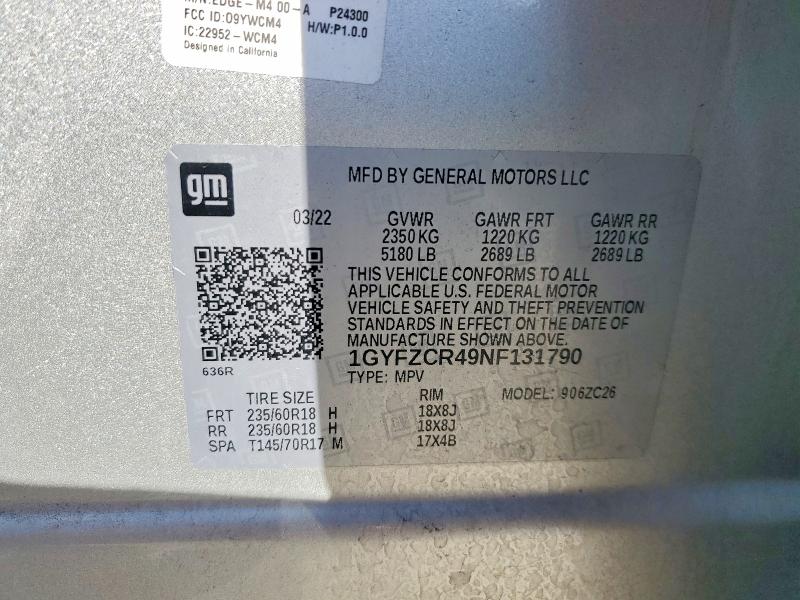 M/N:EDGE-M4 00-A P24300
FCC ID:O9YWCM4 H/W:P1.0.0
IC:22952-WCM4
Designed in California
gm
MFD BY GENERAL MOTORS LLC
03/22 GVWR GAWR FRT GAWR RR
2350 KG 1220 KG 1220 KG
5180 LB 2689 LB 2689 LB
THIS VEHICLE CONFORMS TO ALL
APPLICABLE U.S. FEDERAL MOTOR
VEHICLE SAFETY AND THEFT PREVENTION
STANDARDS IN EFFECT ON THE DATE OF
MANUFACTURE SHOWN ABOVE.
1GYFZCR49NF131790
636R
TYPE: MPV
TIRE SIZE RIM MODEL: 906ZC26
FRT 235/60R18 H 18X8J
RR 235/60R18 H 18X8J
SPA T145/70R17 M 17X4B